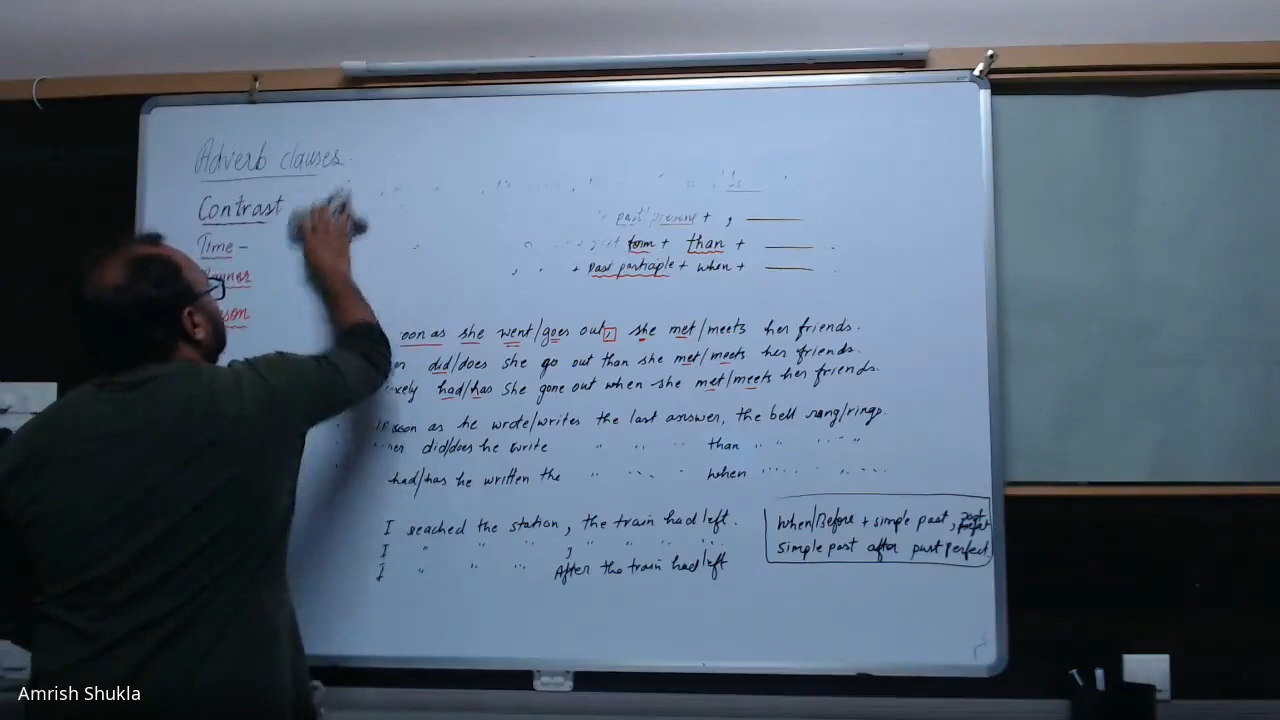 Adverb clauses
Contrast
Time -
past/present + ,
form + than +
+ past participle + when +
oon as she went/goes out, she met/meets her friends.
did/does she go out than she met/meets her friends.
had/has she gone out when she met/meets her friends.
soon as he wrote/writes the last answer, the bell rang/rings.
did/does he write " " " than " " " " "
had/has he written the " " " " when " " " " " " " "
I reached the station, the train had left.
I " " " , " " " " "
I " " " After the train had left
When/Before + simple past, past perfect
simple past after past perfect
Amrish Shukla